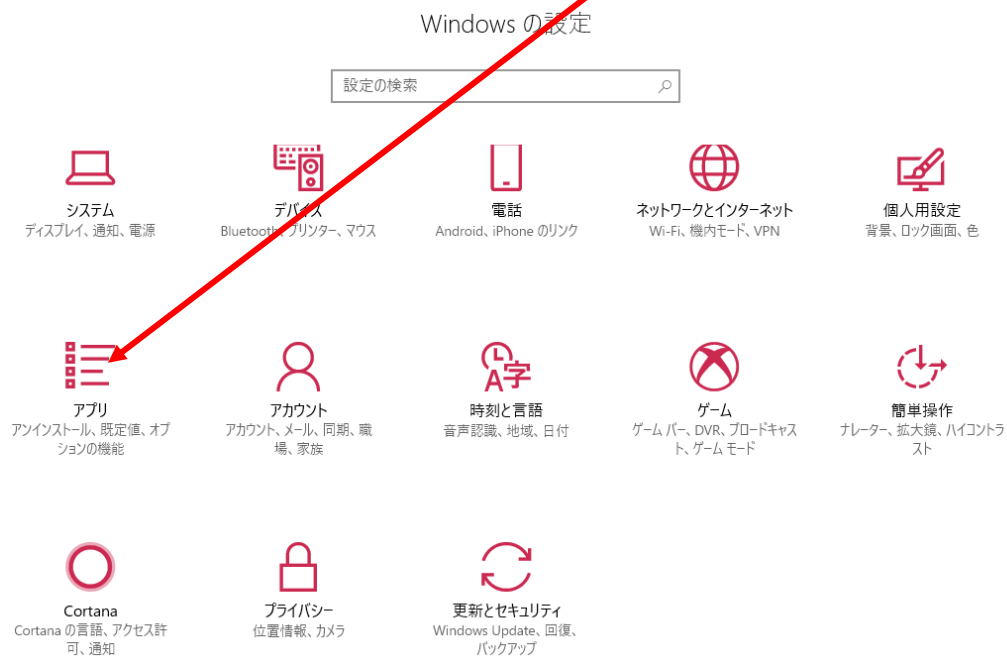 Windows の設定
設定の検索
システム
ディスプレイ、通知、電源
デバイス
Bluetooth、プリンター、マウス
電話
Android、iPhone のリンク
ネットワークとインターネット
Wi-Fi、機内モード、VPN
個人用設定
背景、ロック画面、色
アプリ
アンインストール、既定値、オプ
ションの機能
アカウント
アカウント、メール、同期、職
場、家族
時刻と言語
音声認識、地域、日付
ゲーム
ゲーム バー、DVR、ブロードキャス
ト、ゲーム モード
簡単操作
ナレーター、拡大鏡、ハイコントラ
スト
Cortana
Cortana の言語、アクセス許
可、通知
プライバシー
位置情報、カメラ
更新とセキュリティ
Windows Update、回復、
バックアップ